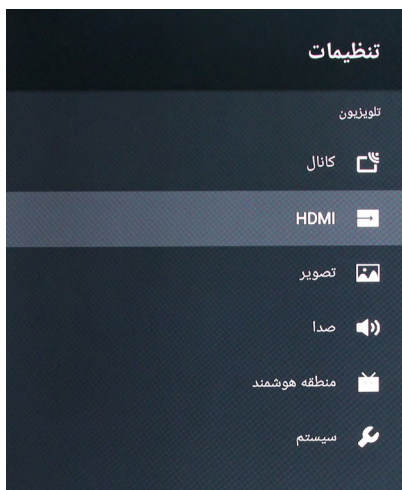 تنظیمات
تلویزیون
کانال
HDMI
تصویر
صدا
منطقه هوشمند
سیستم